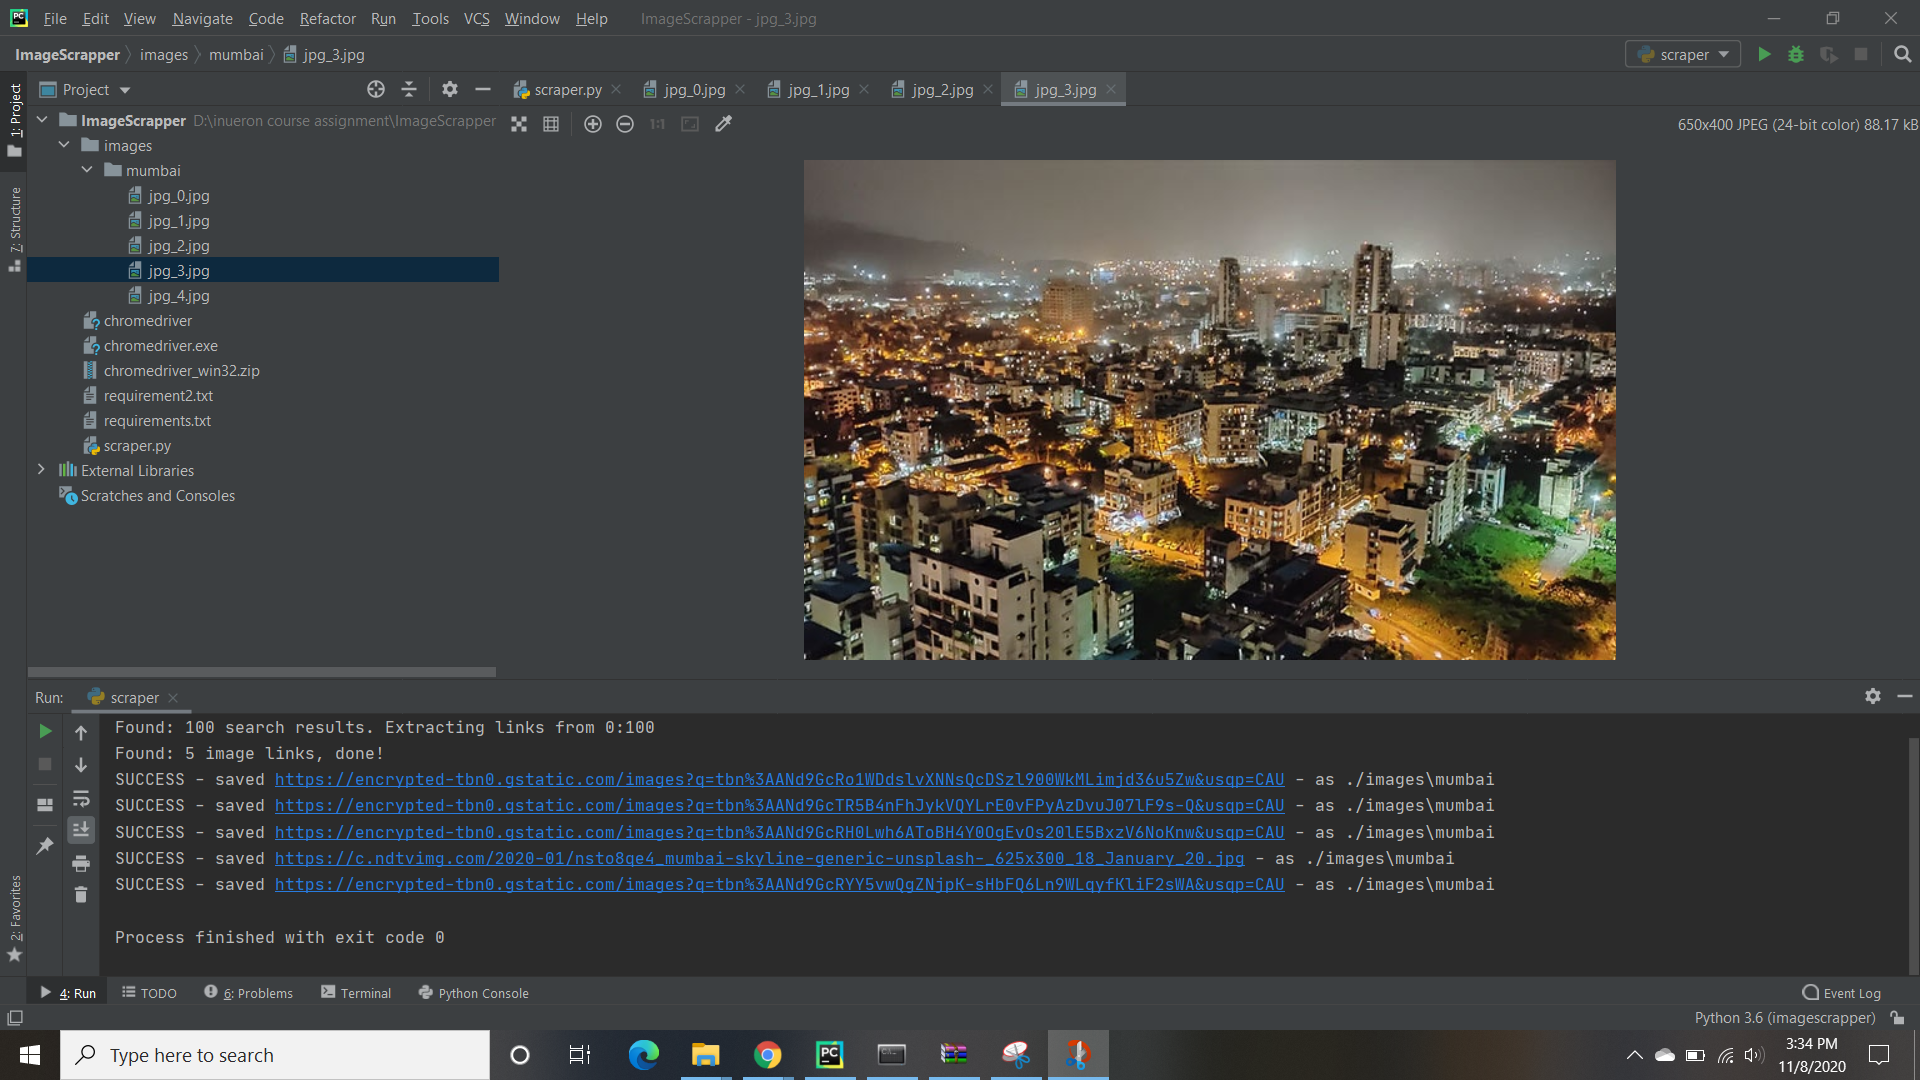 File Edit View Navigate Code Refactor Run Tools VCS Window Help ImageScrapper - jpg_3.jpg
ImageScrapper images mumbai jpg_3.jpg scraper
Project scraper.py jpg_0.jpg jpg_1.jpg jpg_2.jpg jpg_3.jpg
1: Project
7: Structure
2: Favorites
ImageScrapper D:\inueron course assignment\ImageScrapper
1:1
650x400 JPEG (24-bit color) 88.17 kB
images
mumbai
jpg_0.jpg
jpg_1.jpg
jpg_2.jpg
jpg_3.jpg
jpg_4.jpg
chromedriver
chromedriver.exe
chromedriver_win32.zip
requirement2.txt
requirements.txt
scraper.py
External Libraries
Scratches and Consoles
Run: scraper
Found: 100 search results. Extracting links from 0:100
Found: 5 image links, done!
SUCCESS - saved https://encrypted-tbn0.gstatic.com/images?q=tbn%3AANd9GcRo1WDdslvXNNsQcDSzl900WkMLimjd36u5Zw&usqp=CAU - as ./images\mumbai
SUCCESS - saved https://encrypted-tbn0.gstatic.com/images?q=tbn%3AANd9GcTR5B4nFhJykVQYLrE0vFPyAzDvuJ07lF9s-Q&usqp=CAU - as ./images\mumbai
SUCCESS - saved https://encrypted-tbn0.gstatic.com/images?q=tbn%3AANd9GcRH0Lwh6AToBH4Y0OgEvOs20lE5BxzV6NoKnw&usqp=CAU - as ./images\mumbai
SUCCESS - saved https://c.ndtvimg.com/2020-01/nsto8qe4_mumbai-skyline-generic-unsplash-_625x300_18_January_20.jpg - as ./images\mumbai
SUCCESS - saved https://encrypted-tbn0.gstatic.com/images?q=tbn%3AANd9GcRYY5vwQgZNjpK-sHbFQ6Ln9WLqyfKliF2sWA&usqp=CAU - as ./images\mumbai
Process finished with exit code 0
4: Run TODO 6: Problems Terminal Python Console Event Log
Python 3.6 (imagescrapper)
Type here to search
3:34 PM
11/8/2020